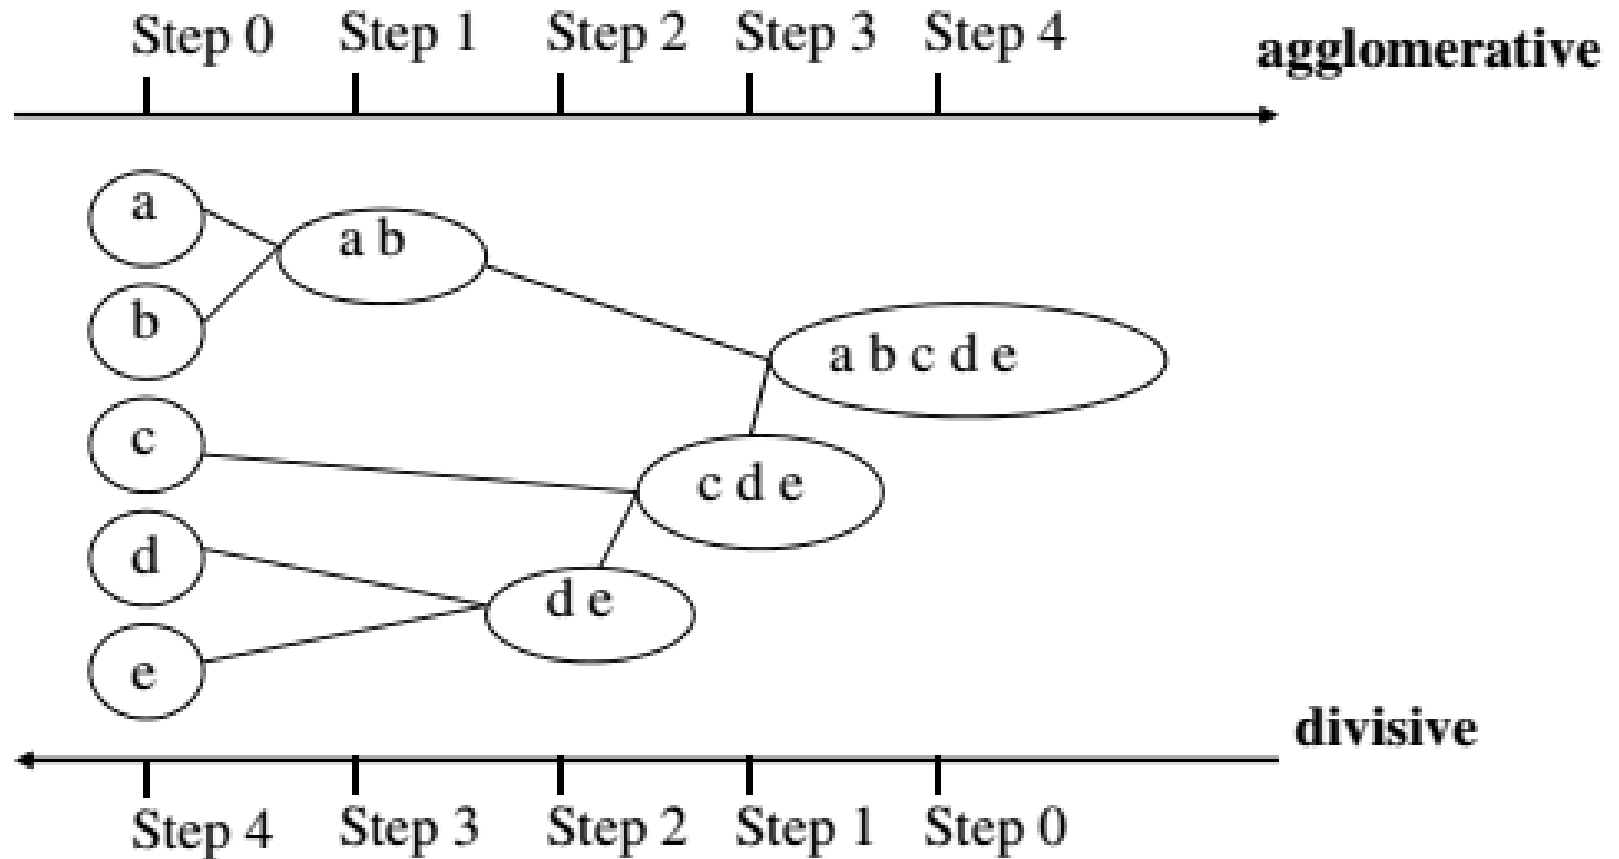 Step 0 Step 1 Step 2 Step 3 Step 4
agglomerative
a
a b
b
a b c d e
c
c d e
d
d e
e
divisive
Step 4 Step 3 Step 2 Step 1 Step 0